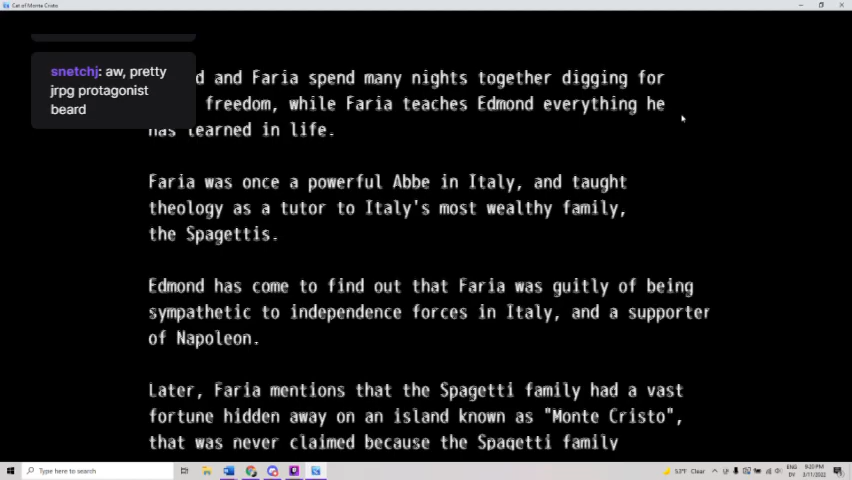 Cat of Monte Cristo
snetchj: aw, pretty
jrpg protagonist
beard
and Faria spend many nights together digging for
freedom, while Faria teaches Edmond everything he
has learned in life.
Faria was once a powerful Abbe in Italy, and taught
theology as a tutor to Italy's most wealthy family,
the Spagettis.
Edmond has come to find out that Faria was guitly of being
sympathetic to independence forces in Italy, and a supporter
of Napoleon.
Later, Faria mentions that the Spagetti family had a vast
fortune hidden away on an island known as "Monte Cristo",
that was never claimed because the Spagetti family
Type here to search
53°F Clear
ENG
DV
9:20 PM
3/11/2022